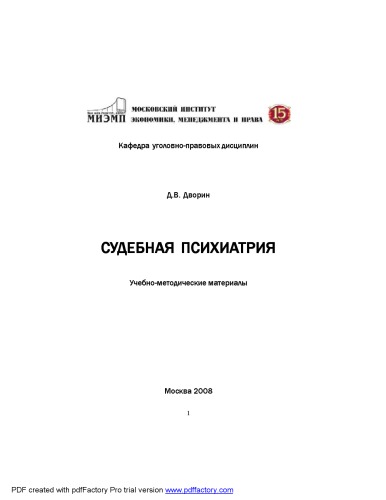 МИЭМП
МОСКОВСКИЙ ИНСТИТУТ
ЭКОНОМИКИ, МЕНЕДЖМЕНТА И ПРАВА
15
Кафедра уголовно-правовых дисциплин
Д.В. Дворин
СУДЕБНАЯ ПСИХИАТРИЯ
Учебно-методические материалы
Москва 2008
1
PDF created with pdfFactory Pro trial version www.pdffactory.com